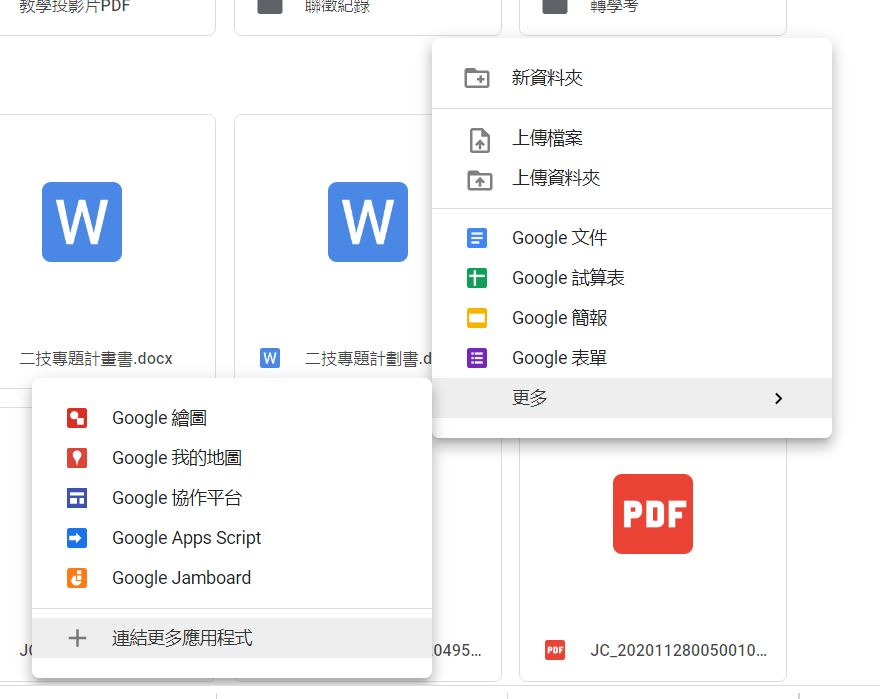 教學投影片PDF
聯徵紀錄
轉學考
新資料夾
上傳檔案
上傳資料夾
W
W
Google 文件
Google 試算表
Google 簡報
W
Google 表單
二技專題計畫書.docx
二技專題計劃書.d
更多
Google 繪圖
Google 我的地圖
Google 協作平台
PDF
Google Apps Script
Google Jamboard
連結更多應用程式
JC
.0495...
PDF
JC_202011280050010...